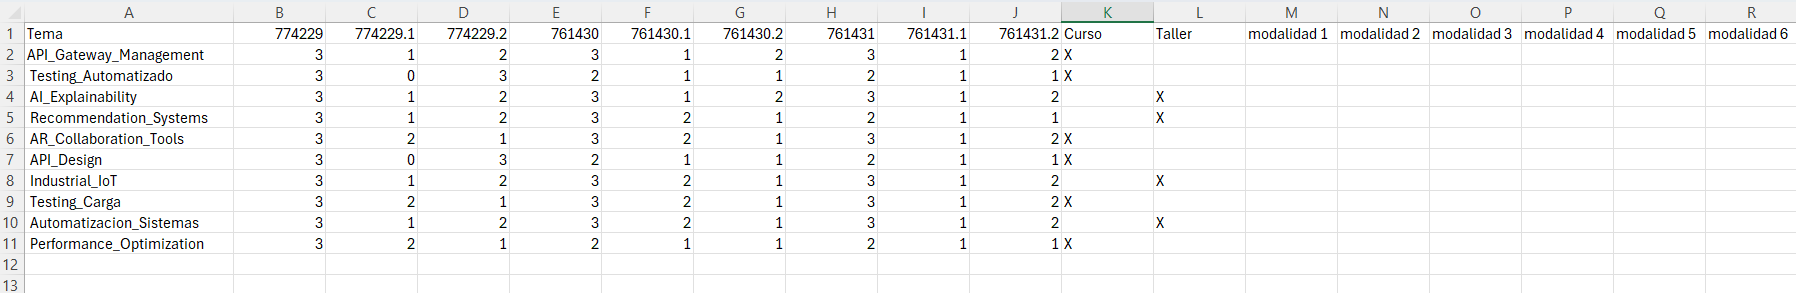 A B C D E F G H I J K L M N O P Q R
1 Tema 774229 774229.1 774229.2 761430 761430.1 761430.2 761431 761431.1 761431.2 Curso Taller modalidad 1 modalidad 2 modalidad 3 modalidad 4 modalidad 5 modalidad 6
2 API_Gateway_Management 3 1 2 3 1 2 3 1 2 X
3 Testing_Automatizado 3 0 3 2 1 1 2 1 1 X
4 AI_Explainability 3 1 2 3 1 2 3 1 2 X
5 Recommendation_Systems 3 1 2 3 2 1 2 1 1 X
6 AR_Collaboration_Tools 3 2 1 3 2 1 3 1 2 X
7 API_Design 3 0 3 2 1 1 2 1 1 X
8 Industrial_IoT 3 1 2 3 2 1 3 1 2 X
9 Testing_Carga 3 2 1 3 2 1 3 1 2 X
10 Automatizacion_Sistemas 3 1 2 3 2 1 3 1 2 X
11 Performance_Optimization 3 2 1 2 1 1 2 1 1 X
12
13